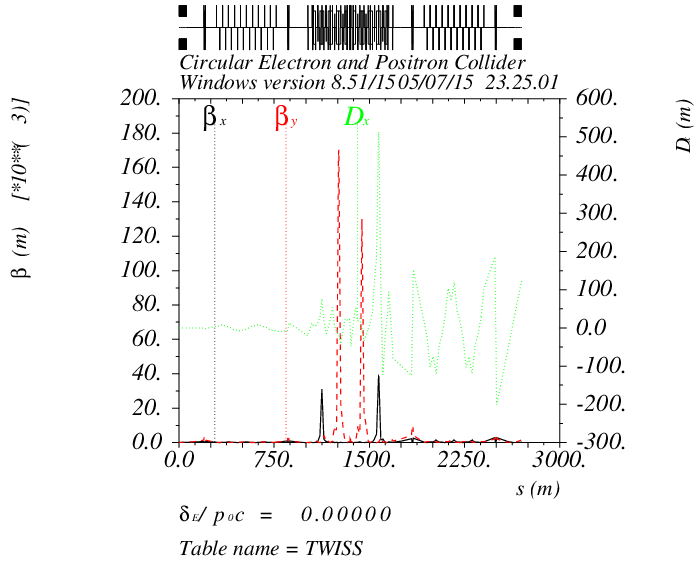 Circular Electron and Positron Collider
Windows version 8.51/15 05/07/15 23.25.01
200. 600.
βx βy Dx
180. 500.
160. 400.
140. 300.
120.
100. 200.
80. 100.
60. 0.0
40. -100.
20. -200.
0.0 -300.
β (m) [*10**( 3)]
D (m)
0.0 750. 1500. 2250. 3000.
s (m)
δE/ p0c = 0.00000
Table name = TWISS